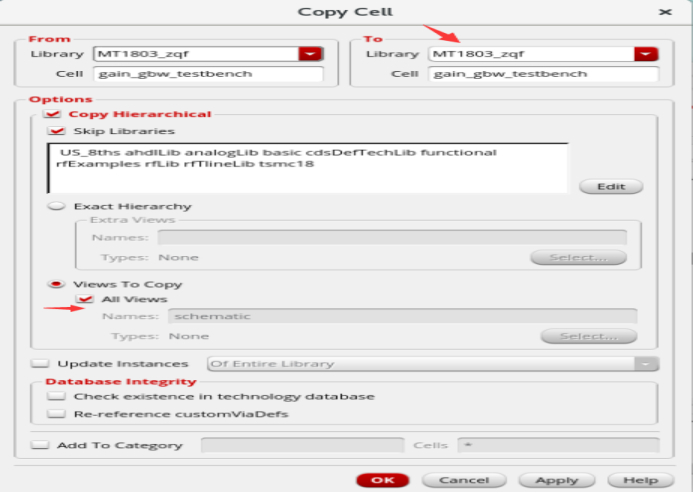 Copy Cell
From
Library MT1803_zqf
Cell gain_gbw_testbench
To
Library MT1803_zqf
Cell gain_gbw_testbench
Options
Copy Hierarchical
Skip Libraries
US_8ths ahdlLib analogLib basic cdsDefTechLib functional
rfExamples rfLib rfTlineLib tsmc18
Edit
Exact Hierarchy
Extra Views
Names:
Types: None
Select...
Views To Copy
All Views
Names: schematic
Types: None
Select...
Update Instances Of Entire Library
Database Integrity
Check existence in technology database
Re-reference customViaDefs
Add To Category Cells *
OK Cancel Apply Help